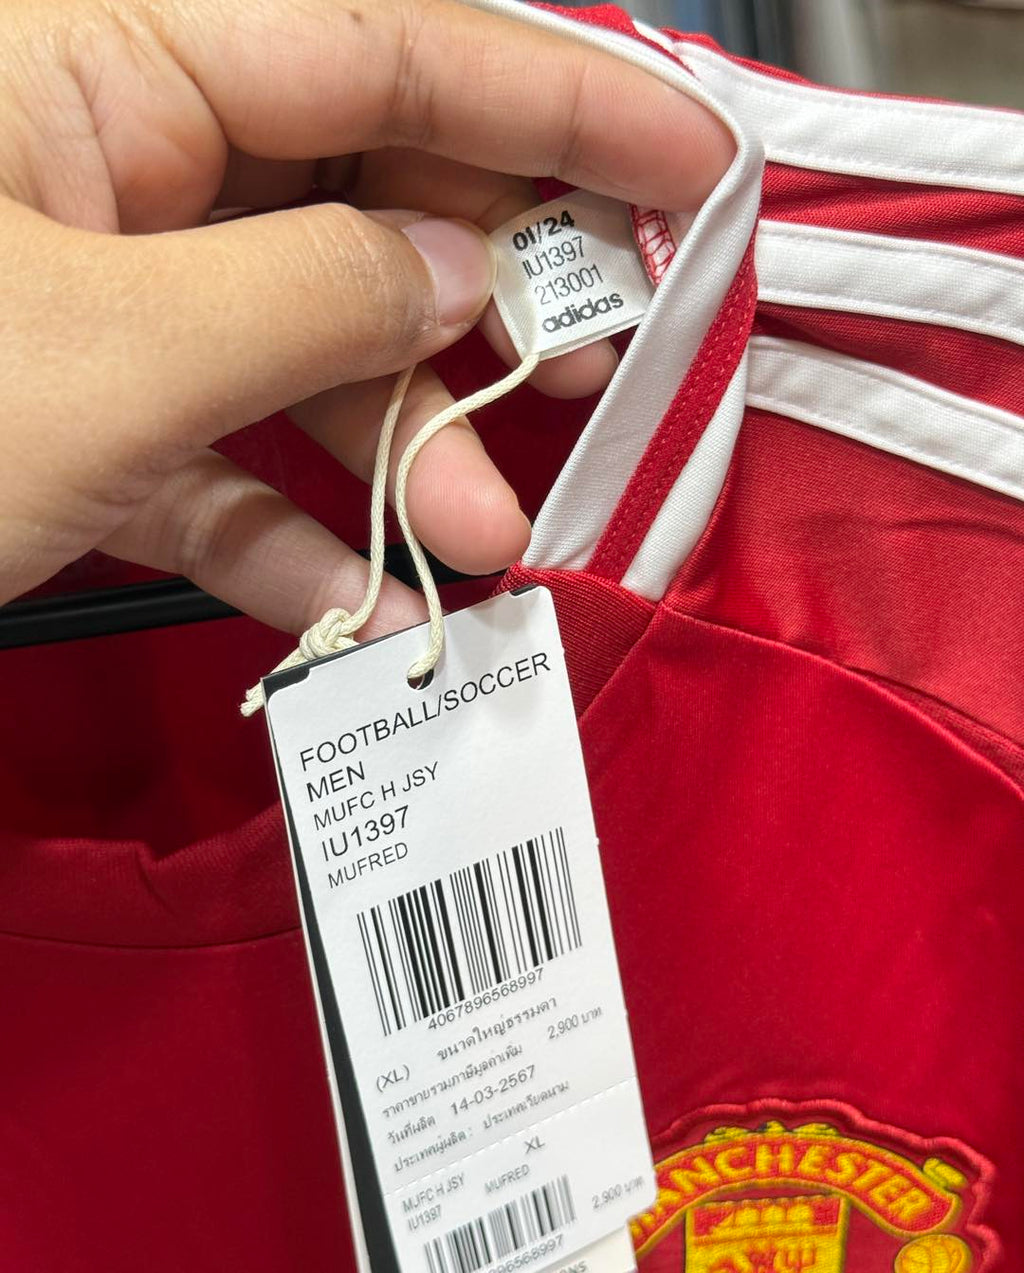 01/24
IU1397
213001
adidas
FOOTBALL/SOCCER
MEN
MUFC H JSY
IU1397
MUFRED
4067896568997
(XL) ขนาดใหญ่ธรรมดา
ราคาขายรวมภาษีมูลค่าเพิ่ม 2,900 บาท
วันที่ผลิต 14-03-2567
ประเทศผู้ผลิต : ประเทศเวียดนาม
XL
MUFC H JSY MUFRED
IU1397 2,900 บาท
96568997
MANCHESTER